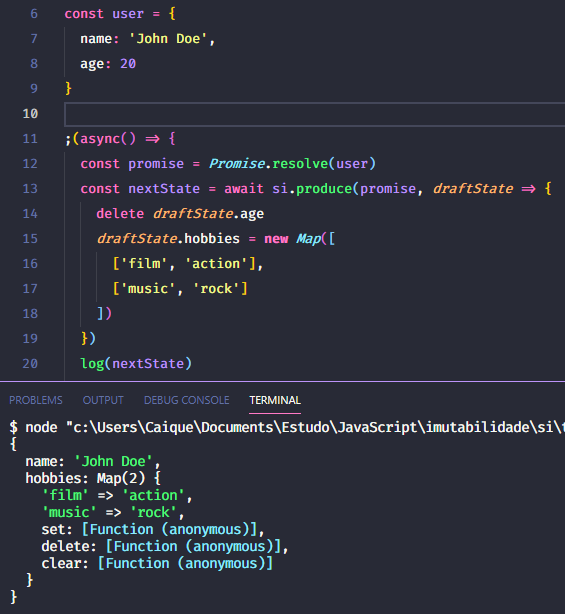 6 const user = {
7   name: 'John Doe',
8   age: 20
9 }
10
11 ;(async() => {
12   const promise = Promise.resolve(user)
13   const nextState = await si.produce(promise, draftState => {
14     delete draftState.age
15     draftState.hobbies = new Map([
16       ['film', 'action'],
17       ['music', 'rock']
18     ])
19   })
20   log(nextState)
PROBLEMS OUTPUT DEBUG CONSOLE TERMINAL
$ node "c:\Users\Caique\Documents\Estudo\JavaScript\imutabilidade\si\
{
  name: 'John Doe',
  hobbies: Map(2) {
    'film' => 'action',
    'music' => 'rock',
    set: [Function (anonymous)],
    delete: [Function (anonymous)],
    clear: [Function (anonymous)]
  }
}